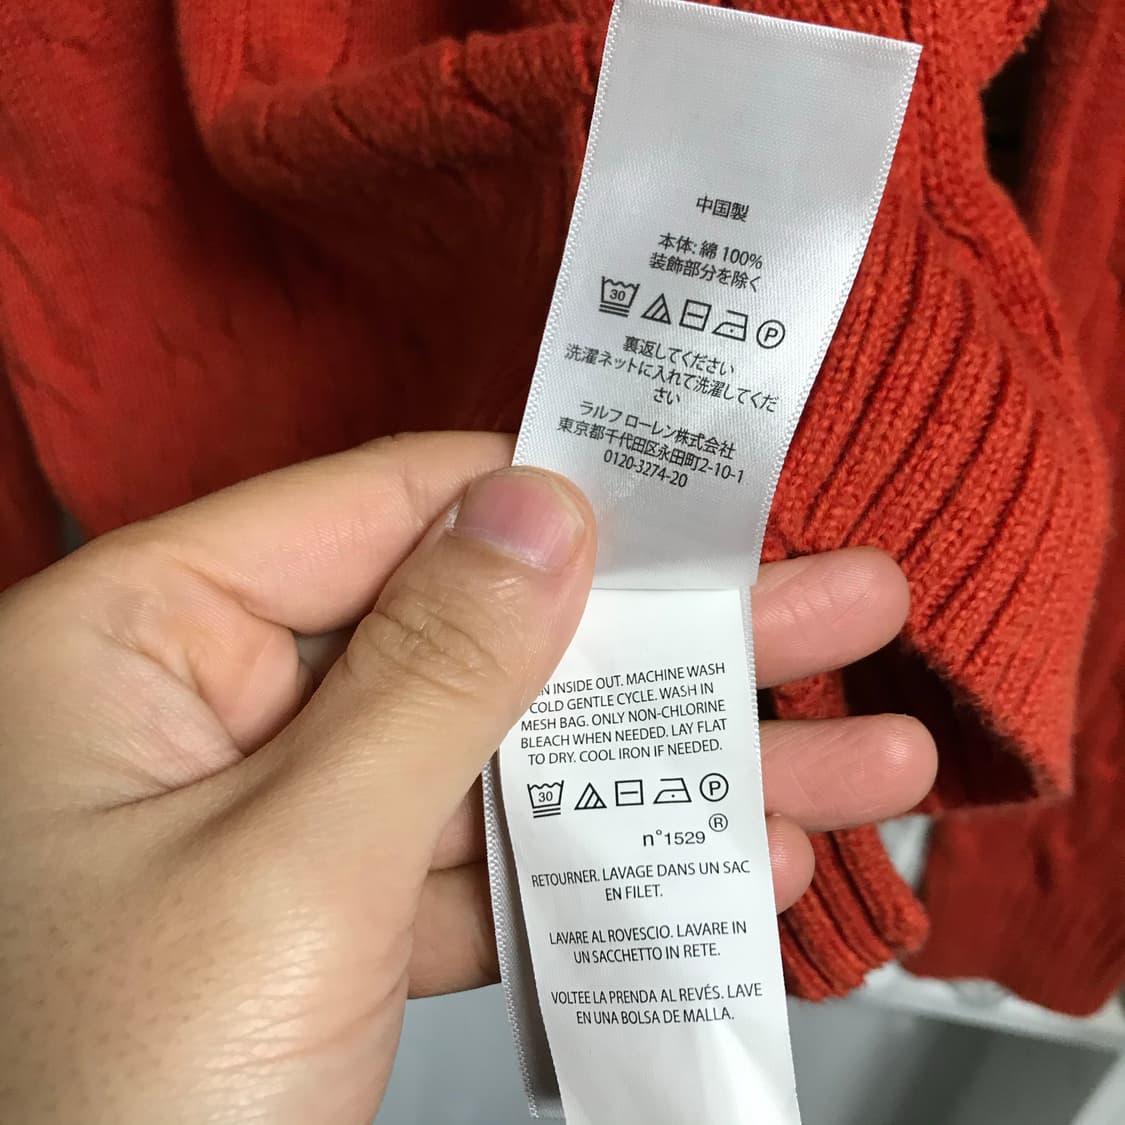 中国製
本体: 綿 100%
装飾部分を除く
30 P
裏返してください
洗濯ネットに入れて洗濯してくだ
さい
ラルフ ローレン株式会社
東京都千代田区永田町2-10-1
0120-3274-20
INSIDE OUT. MACHINE WASH
COLD GENTLE CYCLE. WASH IN
MESH BAG. ONLY NON-CHLORINE
BLEACH WHEN NEEDED. LAY FLAT
TO DRY. COOL IRON IF NEEDED.
30 P
n°1529 ®
RETOURNER. LAVAGE DANS UN SAC
EN FILET.
LAVARE AL ROVESCIO. LAVARE IN
UN SACCHETTO IN RETE.
VOLTEE LA PRENDA AL REVÉS. LAVE
EN UNA BOLSA DE MALLA.